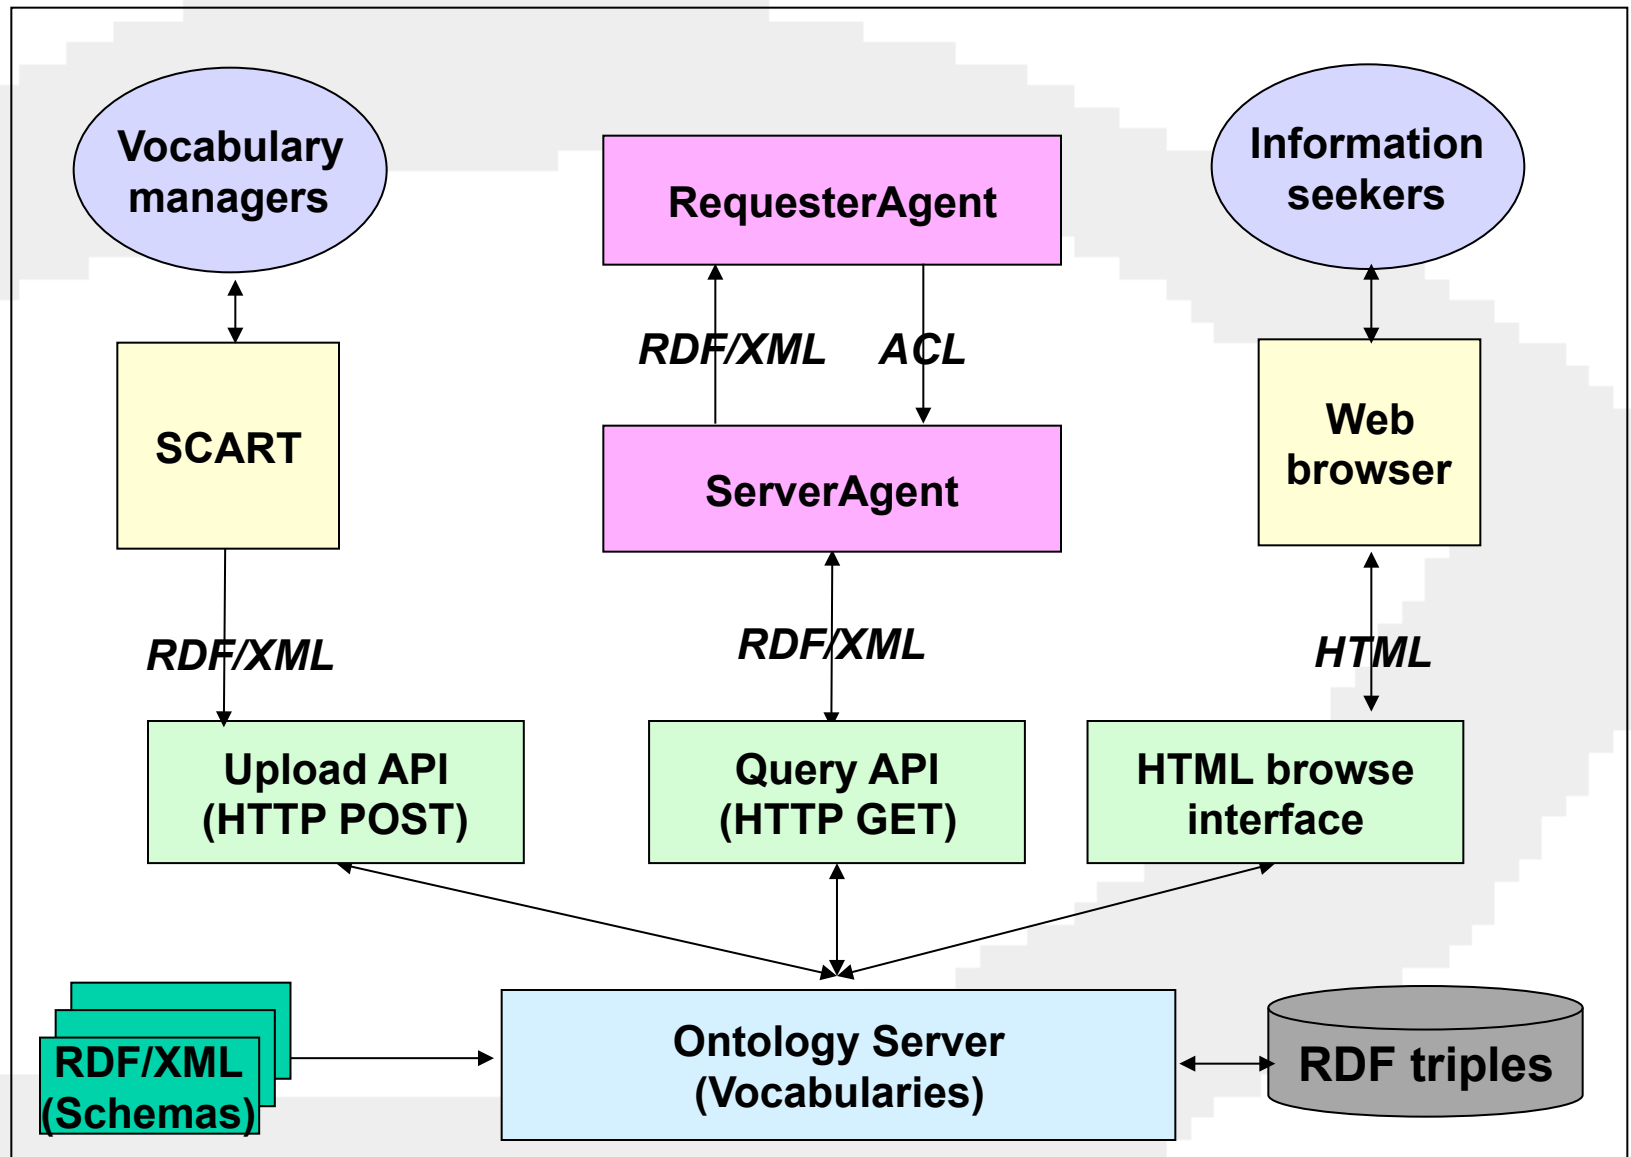 Vocabulary
managers
RequesterAgent
Information
seekers
RDF/XML
ACL
SCART
ServerAgent
Web
browser
RDF/XML
RDF/XML
HTML
Upload API
(HTTP POST)
Query API
(HTTP GET)
HTML browse
interface
RDF/XML
(Schemas)
Ontology Server
(Vocabularies)
RDF triples